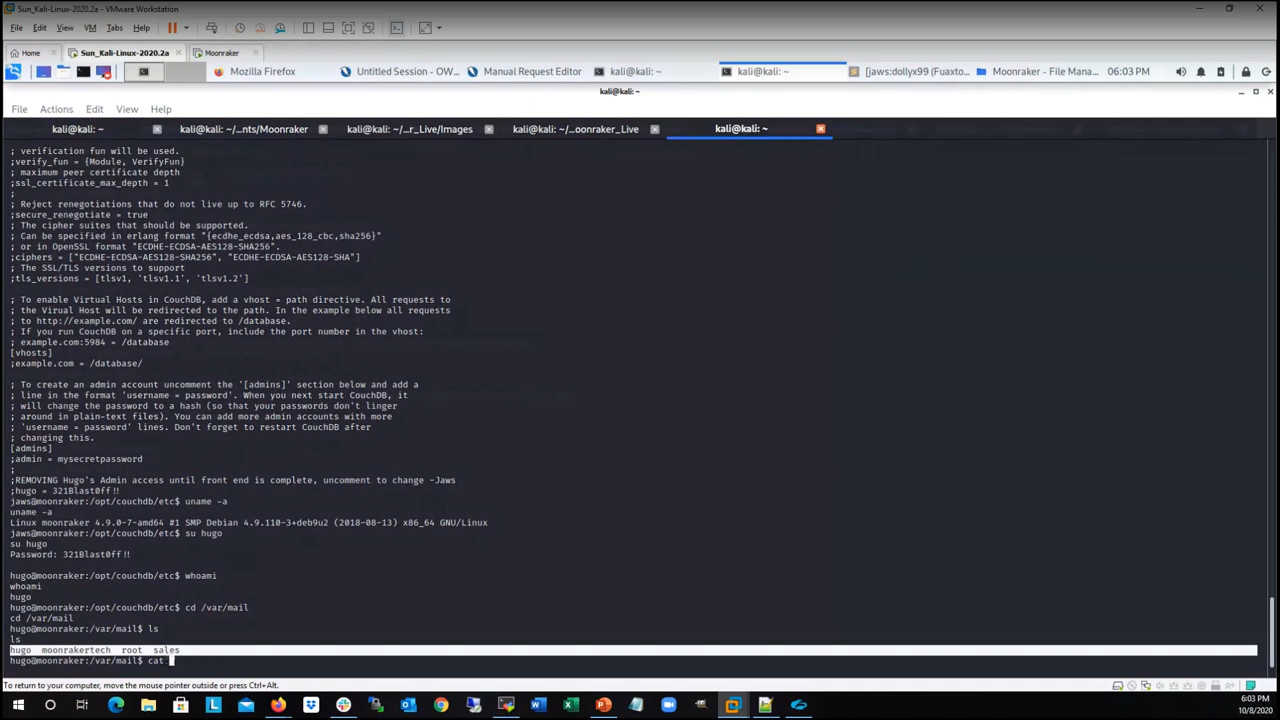 Sun_Kali-Linux-2020.2a - VMware Workstation
File Edit View VM Tabs Help
Home Sun_Kali-Linux-2020.2a Moonraker
Mozilla Firefox Untitled Session - OW... Manual Request Editor kali@kali: ~ kali@kali: ~ [jaws:dollyx99 (Fuaxto... Moonraker - File Mana... 06:03 PM
kali@kali: ~
File Actions Edit View Help
kali@kali: ~ kali@kali: ~/...nts/Moonraker kali@kali: ~/...r_Live/Images kali@kali: ~/...oonraker_Live kali@kali: ~
; verification fun will be used.
;verify_fun = {Module, VerifyFun}
; maximum peer certificate depth
;ssl_certificate_max_depth = 1
;
; Reject renegotiations that do not live up to RFC 5746.
;secure_renegotiate = true
; The cipher suites that should be supported.
; Can be specified in erlang format "{ecdhe_ecdsa,aes_128_cbc,sha256}"
; or in OpenSSL format "ECDHE-ECDSA-AES128-SHA256".
;ciphers = ["ECDHE-ECDSA-AES128-SHA256", "ECDHE-ECDSA-AES128-SHA"]
; The SSL/TLS versions to support
;tls_versions = [tlsv1, 'tlsv1.1', 'tlsv1.2']

; To enable Virtual Hosts in CouchDB, add a vhost = path directive. All requests to
; the Virual Host will be redirected to the path. In the example below all requests
; to http://example.com/ are redirected to /database.
; If you run CouchDB on a specific port, include the port number in the vhost:
; example.com:5984 = /database
[vhosts]
;example.com = /database/

; To create an admin account uncomment the '[admins]' section below and add a
; line in the format 'username = password'. When you next start CouchDB, it
; will change the password to a hash (so that your passwords don't linger
; around in plain-text files). You can add more admin accounts with more
; 'username = password' lines. Don't forget to restart CouchDB after
; changing this.
[admins]
;admin = mysecretpassword
;
;REMOVING Hugo's Admin access until front end is complete, uncomment to change -Jaws
;hugo = 321Blast0ff!!
jaws@moonraker:/opt/couchdb/etc$ uname -a
uname -a
Linux moonraker 4.9.0-7-amd64 #1 SMP Debian 4.9.110-3+deb9u2 (2018-08-13) x86_64 GNU/Linux
jaws@moonraker:/opt/couchdb/etc$ su hugo
su hugo
Password: 321Blast0ff!!

hugo@moonraker:/opt/couchdb/etc$ whoami
whoami
hugo
hugo@moonraker:/opt/couchdb/etc$ cd /var/mail
cd /var/mail
hugo@moonraker:/var/mail$ ls
ls
hugo moonrakertech root sales
hugo@moonraker:/var/mail$ cat
To return to your computer, move the mouse pointer outside or press Ctrl+Alt.
6:03 PM
10/8/2020